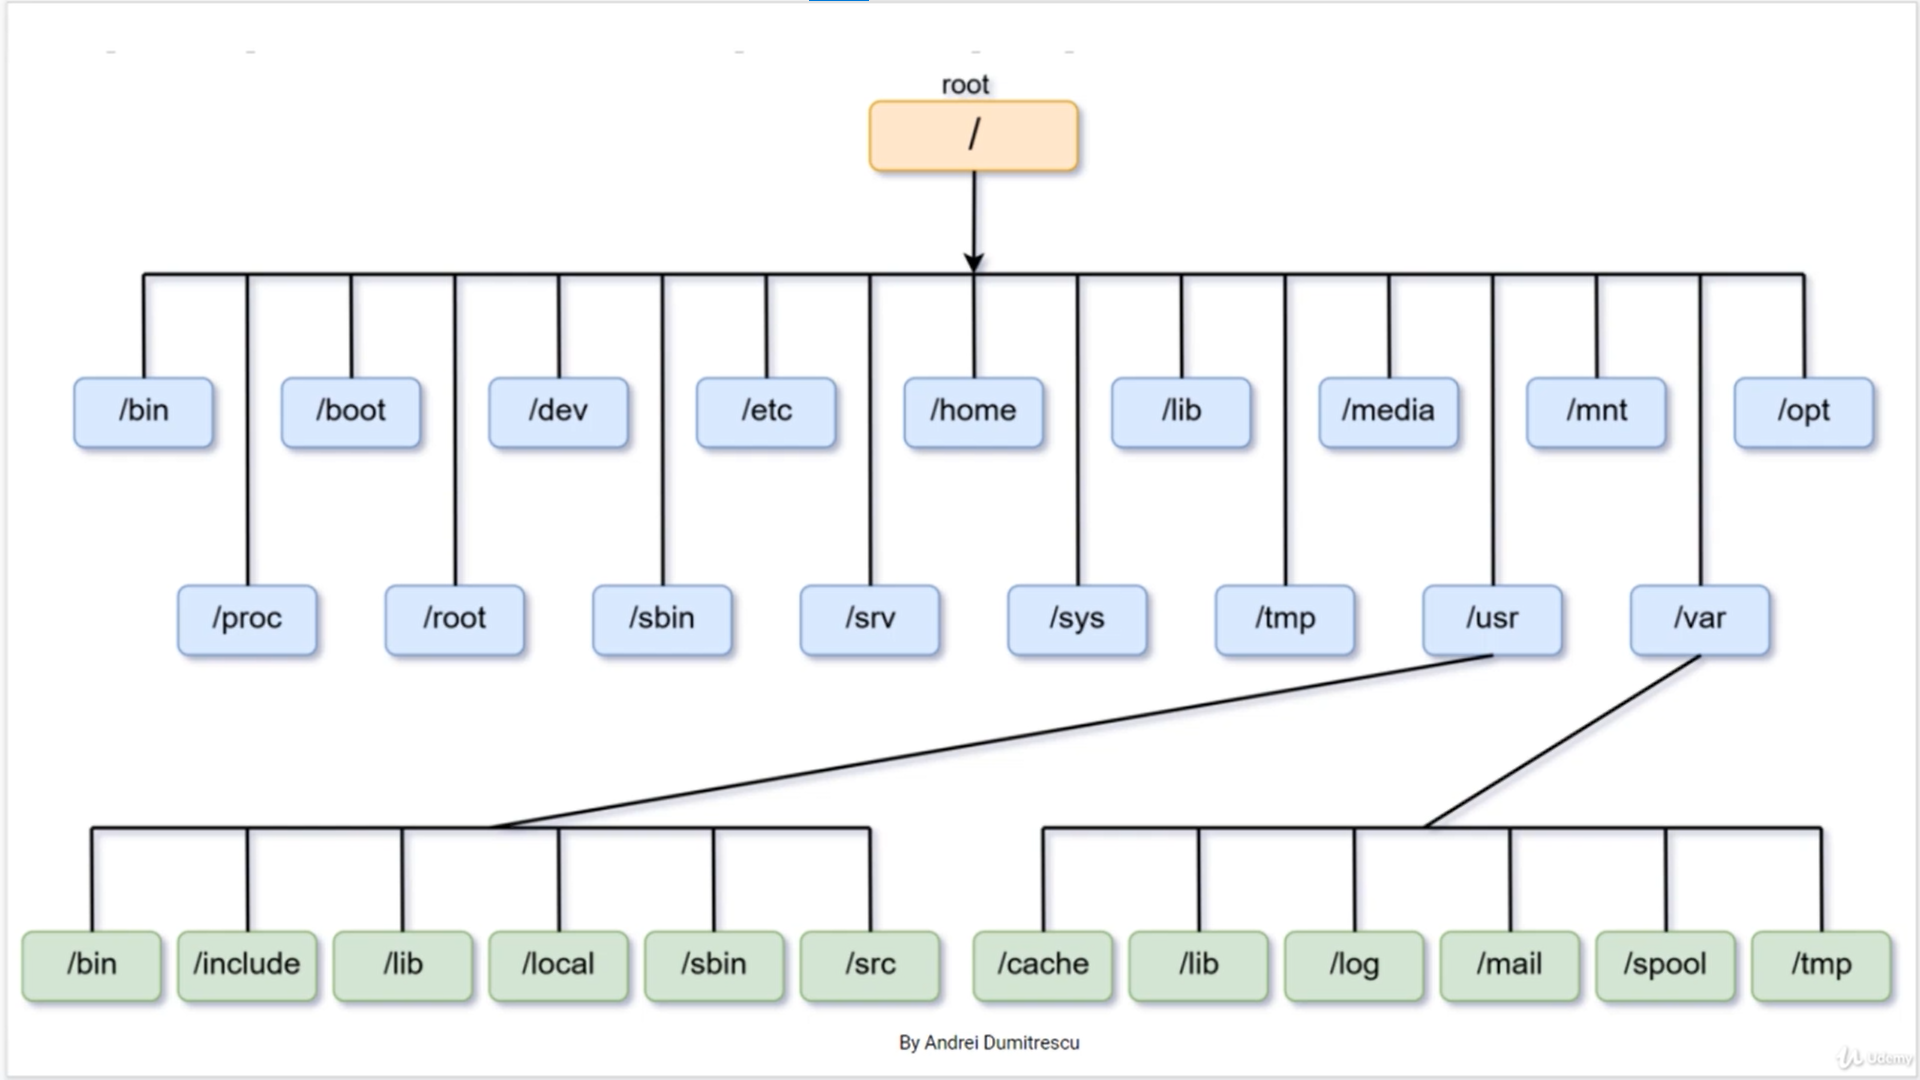 root
/
/bin /boot /dev /etc /home /lib /media /mnt /opt
/proc /root /sbin /srv /sys /tmp /usr /var
/bin /include /lib /local /sbin /src /cache /lib /log /mail /spool /tmp
By Andrei Dumitrescu
Udemy